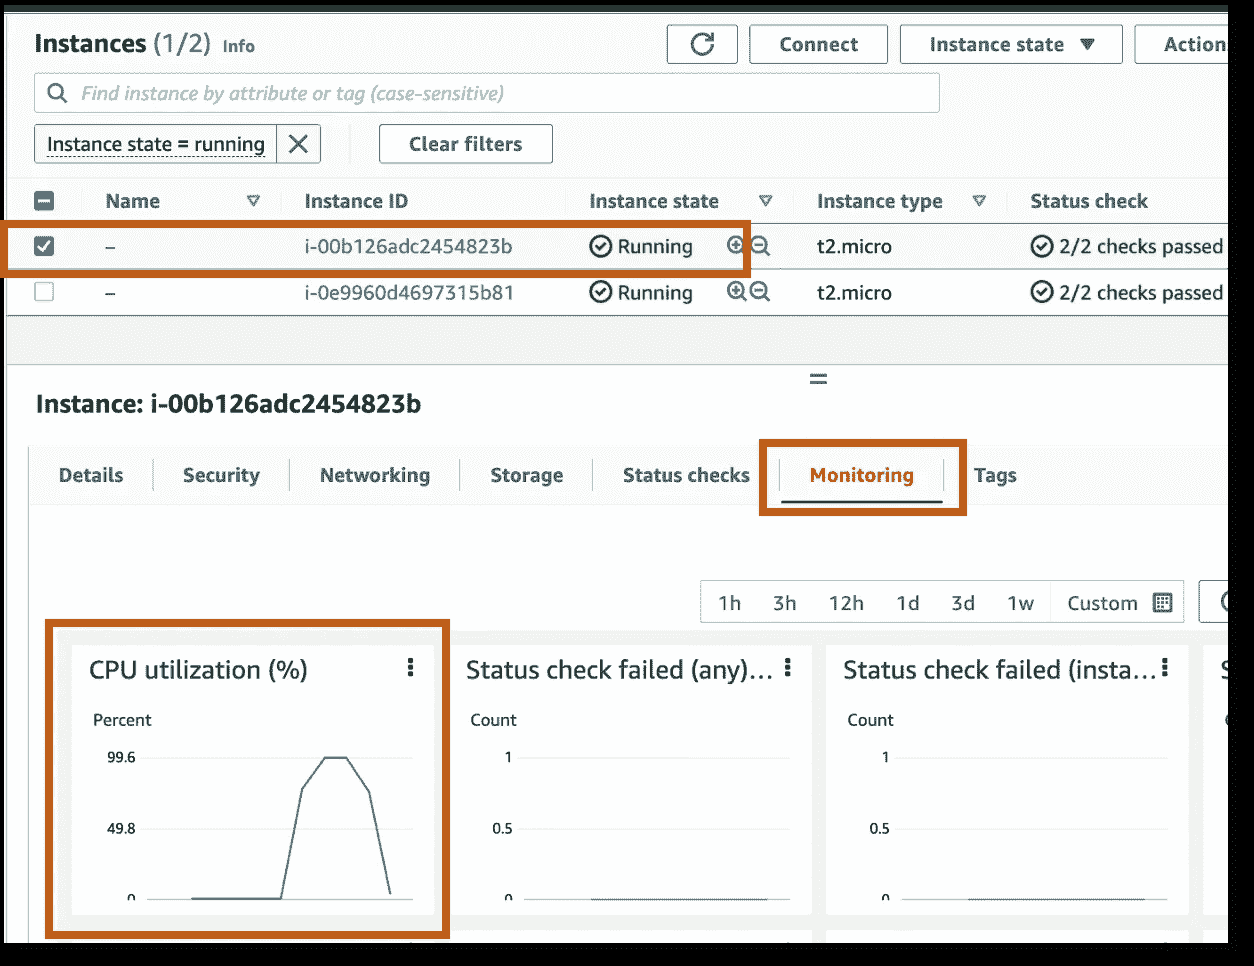 Instances (1/2) Info
Connect
Instance state
Action
Find instance by attribute or tag (case-sensitive)
Instance state = running
Clear filters
Name Instance ID Instance state Instance type Status check
– i-00b126adc2454823b Running t2.micro 2/2 checks passed
– i-0e9960d4697315b81 Running t2.micro 2/2 checks passed
Instance: i-00b126adc2454823b
Details Security Networking Storage Status checks Monitoring Tags
1h 3h 12h 1d 3d 1w Custom
CPU utilization (%)
Percent
99.6
49.8
0
Status check failed (any)...
Count
1
0.5
0
Status check failed (insta...
Count
1
0.5
0